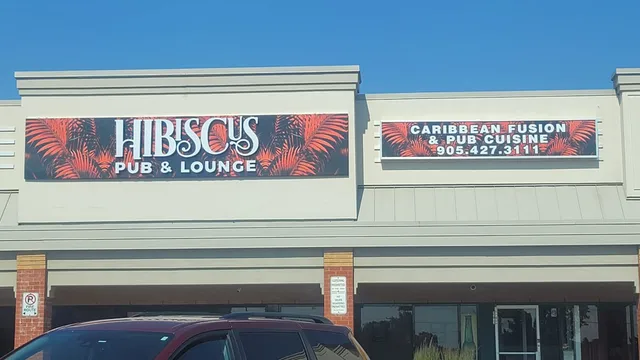 HIBISCUS
PUB & LOUNGE
CARIBBEAN FUSION
& PUB CUISINE
905.427.3111